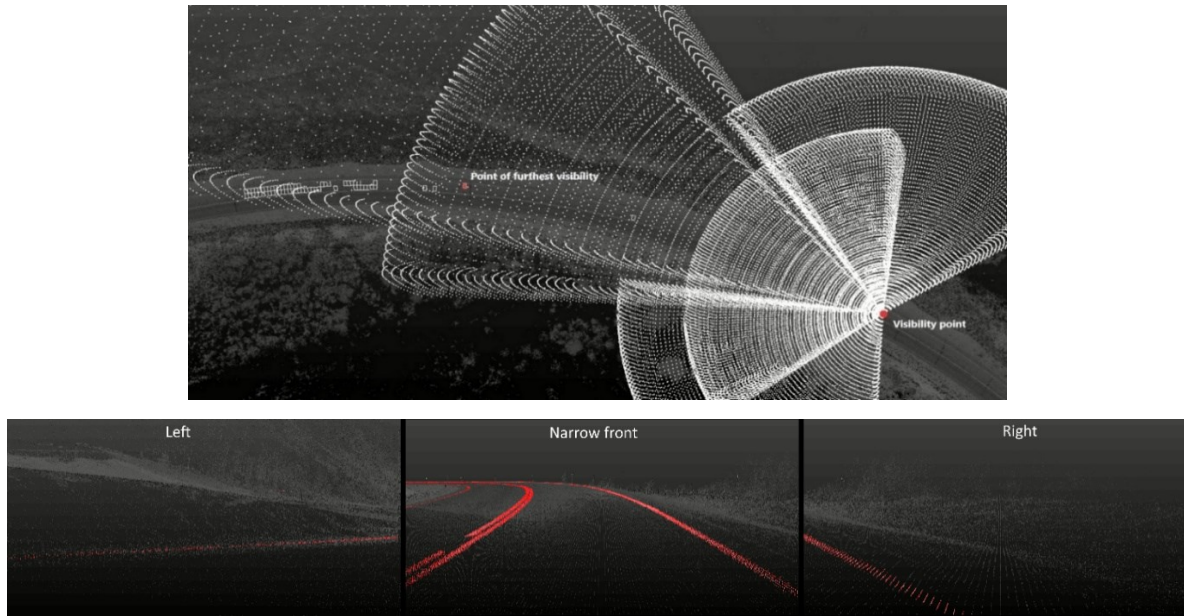 Point of furthest visibility
Visibility point
Left
Narrow front
Right